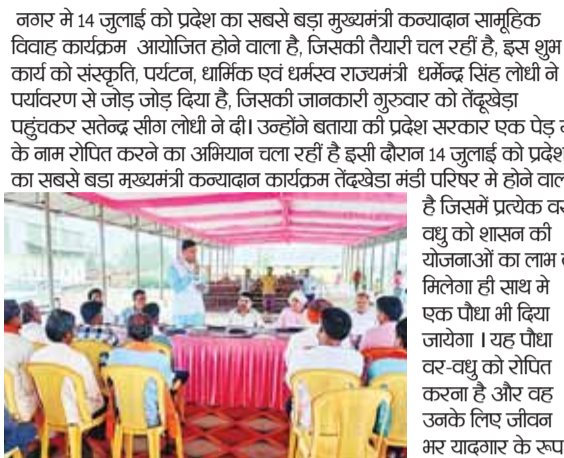 नगर मे 14 जुलाई को प्रदेश का सबसे बड़ा मुख्यमंत्री कन्यादान सामूहिक
विवाह कार्यक्रम आयोजित होने वाला है, जिसकी तैयारी चल रहीं है, इस शुभ
कार्य को संस्कृति, पर्यटन, धार्मिक एवं धर्मस्व राज्यमंत्री धर्मेन्द्र सिंह लोधी ने
पर्यावरण से जोड़ जोड़ दिया है, जिसकी जानकारी गुरुवार को तेंदूखेड़ा
पहुंचकर सतेन्द्र सीग लोधी ने दी। उन्होंने बताया की प्रदेश सरकार एक पेड़
के नाम रोपित करने का अभियान चला रहीं है इसी दौरान 14 जुलाई को प्रदेश
का सबसे बडा मुख्यमंत्री कन्यादान कार्यक्रम तेंदूखेडा मंडी परिषर मे होने वाल
है जिसमें प्रत्येक
वधु को शासन की
योजनाओं का लाभ
मिलेगा ही साथ मे
एक पौधा भी दिया
जायेगा । यह पौधा
वर-वधु को रोपित
करना है और वह
उनके लिए जीवन
भर यादगार के रूप